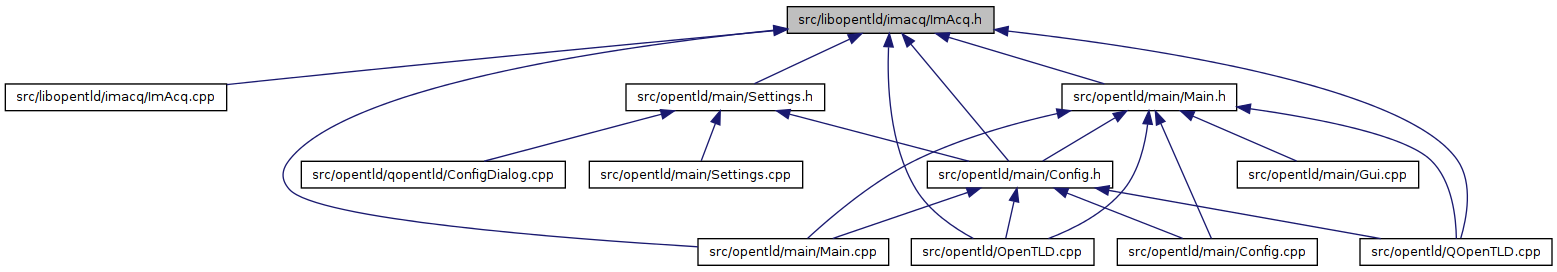 src/libopentld/imacq/ImAcq.h
src/libopentld/imacq/ImAcq.cpp
src/opentld/main/Settings.h
src/opentld/main/Main.h
src/opentld/qopentld/ConfigDialog.cpp
src/opentld/main/Settings.cpp
src/opentld/main/Config.h
src/opentld/main/Gui.cpp
src/opentld/main/Main.cpp
src/opentld/OpenTLD.cpp
src/opentld/main/Config.cpp
src/opentld/QOpenTLD.cpp